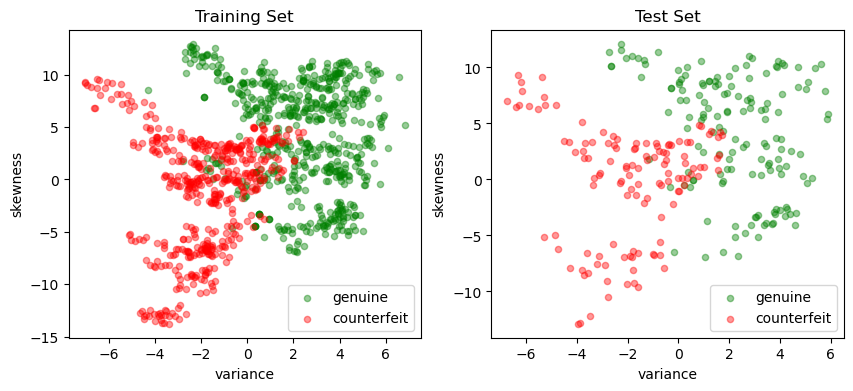 Training Set
10
5
0
−5
−10
−15
skewness
−6
−4
−2
0
2
4
6
variance
genuine
counterfeit
Test Set
10
5
0
−5
−10
skewness
−6
−4
−2
0
2
4
6
variance
genuine
counterfeit